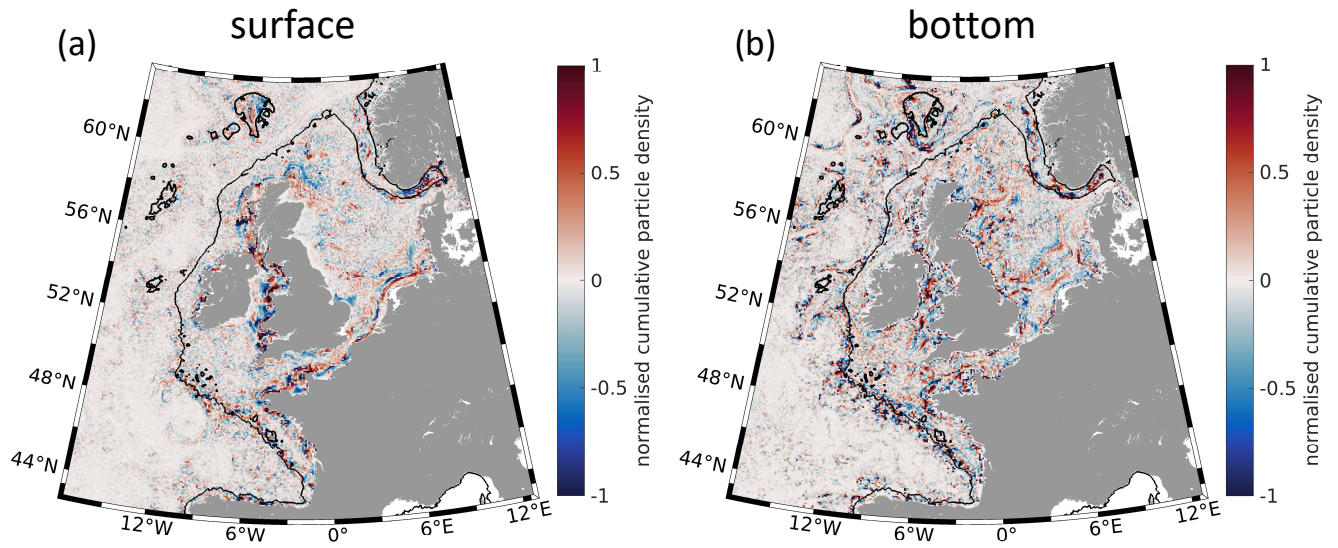 surface
(a)
60°N
56°N
52°N
48°N
44°N
12°W
6°W
0°
6°E
12°E
1
0.5
0
-0.5
-1
normalised cumulative particle density
bottom
(b)
60°N
56°N
52°N
48°N
44°N
12°W
6°W
0°
6°E
12°E
1
0.5
0
-0.5
-1
normalised cumulative particle density